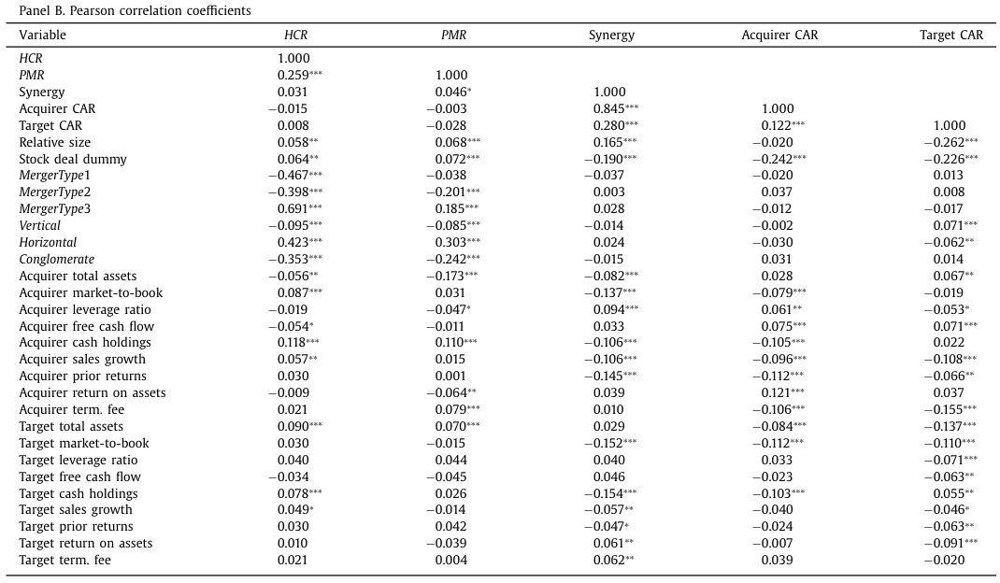 Panel B. Pearson correlation coefficients
Variable HCR PMR Synergy Acquirer CAR Target CAR
HCR 1.000
PMR 0.259*** 1.000
Synergy 0.031 0.046* 1.000
Acquirer CAR −0.015 −0.003 0.845*** 1.000
Target CAR 0.008 −0.028 0.280*** 0.122*** 1.000
Relative size 0.058** 0.068*** 0.165*** −0.020 −0.262***
Stock deal dummy 0.064** 0.072*** −0.190*** −0.242*** −0.226***
MergerType1 −0.467*** −0.038 −0.037 −0.020 0.013
MergerType2 −0.398*** −0.201*** 0.003 0.037 0.008
MergerType3 0.691*** 0.185*** 0.028 −0.012 −0.017
Vertical −0.095*** −0.085*** −0.014 −0.002 0.071***
Horizontal 0.423*** 0.303*** 0.024 −0.030 −0.062**
Conglomerate −0.353*** −0.242*** −0.015 0.031 0.014
Acquirer total assets −0.056** −0.173*** −0.082*** 0.028 0.067**
Acquirer market-to-book 0.087*** 0.031 −0.137*** −0.079*** −0.019
Acquirer leverage ratio −0.019 −0.047* 0.094*** 0.061** −0.053*
Acquirer free cash flow −0.054* −0.011 0.033 0.075*** 0.071***
Acquirer cash holdings 0.118*** 0.110*** −0.106*** −0.105*** 0.022
Acquirer sales growth 0.057** 0.015 −0.106*** −0.096*** −0.108***
Acquirer prior returns 0.030 0.001 −0.145*** −0.112*** −0.066**
Acquirer return on assets −0.009 −0.064** 0.039 0.121*** 0.037
Acquirer term. fee 0.021 0.079*** 0.010 −0.106*** −0.155***
Target total assets 0.090*** 0.070*** 0.029 −0.084*** −0.137***
Target market-to-book 0.030 −0.015 −0.152*** −0.112*** −0.110***
Target leverage ratio 0.040 0.044 0.040 0.033 −0.071***
Target free cash flow −0.034 −0.045 0.046 −0.023 −0.063**
Target cash holdings 0.078*** 0.026 −0.154*** −0.103*** 0.055**
Target sales growth 0.049* −0.014 −0.057** −0.040 −0.046*
Target prior returns 0.030 0.042 −0.047* −0.024 −0.063**
Target return on assets 0.010 −0.039 0.061** −0.007 −0.091***
Target term. fee 0.021 0.004 0.062** 0.039 −0.020